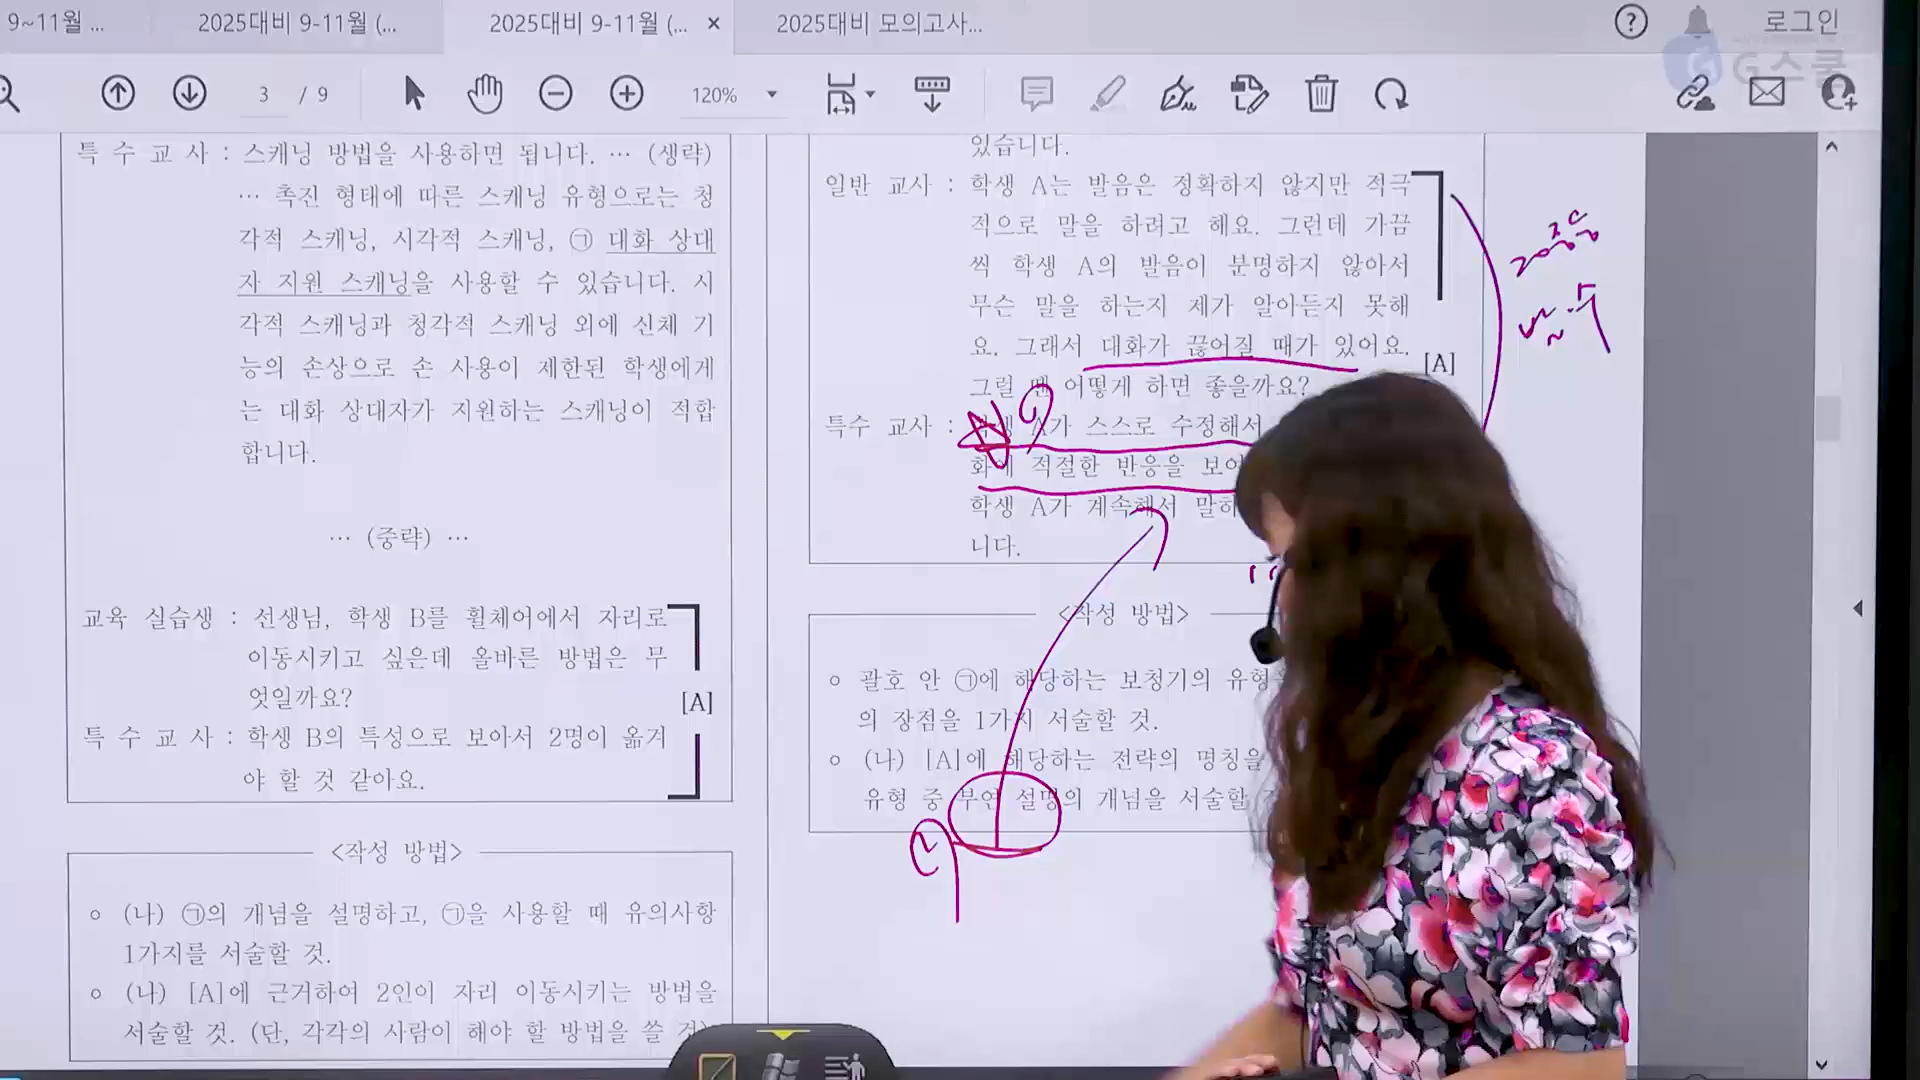 9~11월 ...
2025대비 9-11월 (...
2025대비 9-11월 (... ×
2025대비 모의고사...
로그인
G스쿨
3 / 9
120%
특 수 교 사 : 스캐닝 방법을 사용하면 됩니다. … (생략)
… 촉진 형태에 따른 스캐닝 유형으로는 청
각적 스캐닝, 시각적 스캐닝, ㉠ 대화 상대
자 지원 스캐닝을 사용할 수 있습니다. 시
각적 스캐닝과 청각적 스캐닝 외에 신체 기
능의 손상으로 손 사용이 제한된 학생에게
는 대화 상대자가 지원하는 스캐닝이 적합
합니다.
… (중략) …
교육 실습생 : 선생님, 학생 B를 휠체어에서 자리로
이동시키고 싶은데 올바른 방법은 무
엇일까요?
[A]
특 수 교 사 : 학생 B의 특성으로 보아서 2명이 옮겨
야 할 것 같아요.
<작성 방법>
○ (나) ㉠의 개념을 설명하고, ㉠을 사용할 때 유의사항
1가지를 서술할 것.
○ (나) [A]에 근거하여 2인이 자리 이동시키는 방법을
서술할 것. (단, 각각의 사람이 해야 할 방법을 쓸 것)
있습니다.
일반 교사 : 학생 A는 발음은 정확하지 않지만 적극
적으로 말을 하려고 해요. 그런데 가끔
씩 학생 A의 발음이 분명하지 않아서
무슨 말을 하는지 제가 알아듣지 못해
요. 그래서 대화가 끊어질 때가 있어요.
[A]
그럴 땐 어떻게 하면 좋을까요?
특수 교사 : 학생 A가 스스로 수정해서
화에 적절한 반응을 보여
학생 A가 계속해서 말하
니다.
20중등
<작성 방법>
○ 괄호 안 ㉠에 해당하는 보청기의 유형
의 장점을 1가지 서술할 것.
○ (나) [A]에 해당하는 전략의 명칭을
유형 중 부연 설명의 개념을 서술할